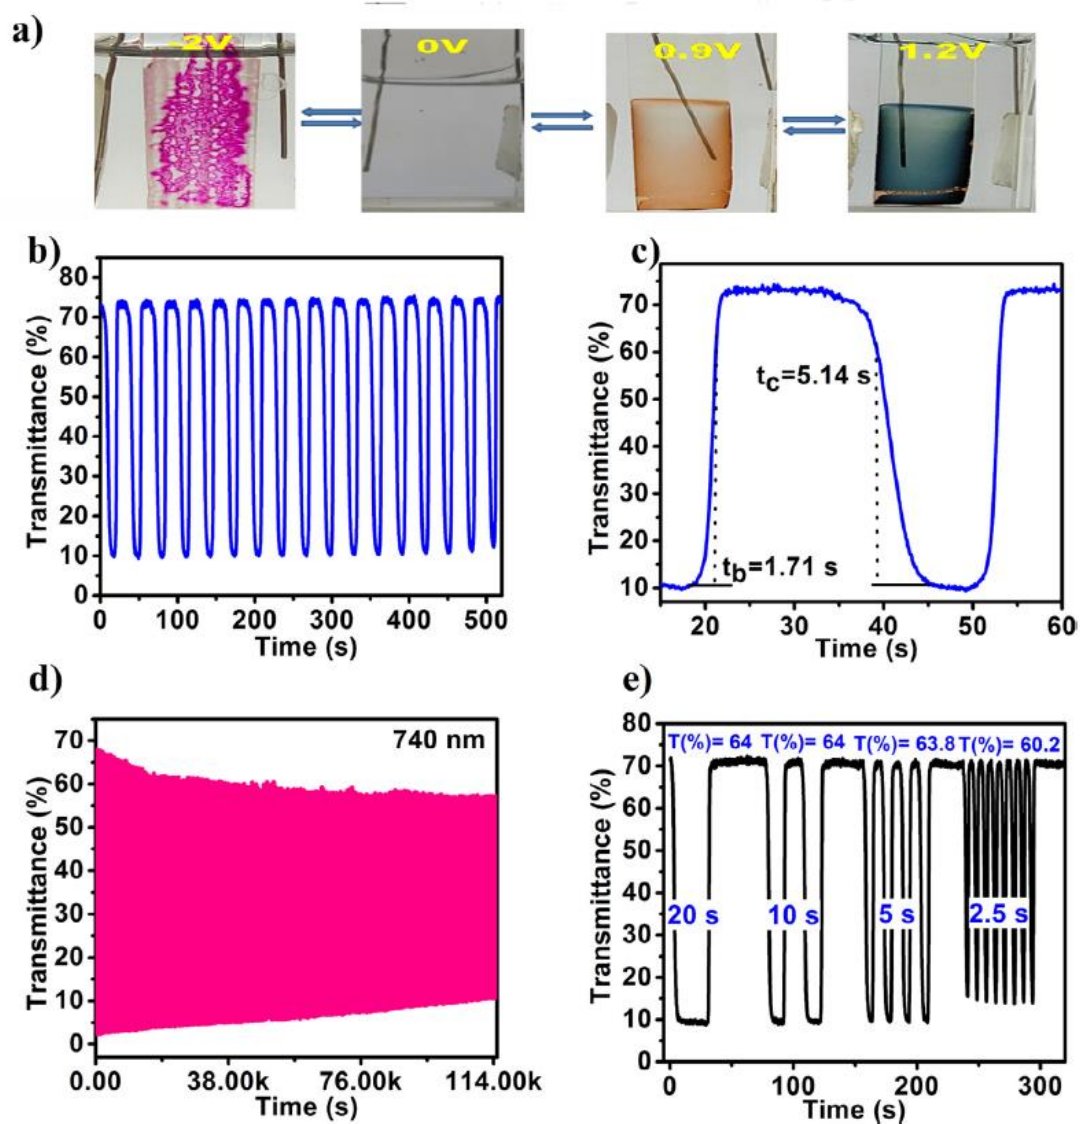 a)
-2V 0V 0.9V 1.2V
b)
80
70
60
50
40
30
20
10
0
Transmittance (%)
0 100 200 300 400 500
Time (s)
c)
70
60
50
40
30
20
10
Transmittance (%)
tc=5.14 s
tb=1.71 s
20 30 40 50 60
Time (s)
d)
740 nm
70
60
50
40
30
20
10
0
Transmittance (%)
0.00 38.00k 76.00k 114.00k
Time (s)
e)
80
70
60
50
40
30
20
10
0
Transmittance (%)
T(%)= 64 T(%)= 64 T(%)= 63.8 T(%)= 60.2
20 s 10 s 5 s 2.5 s
0 100 200 300
Time (s)